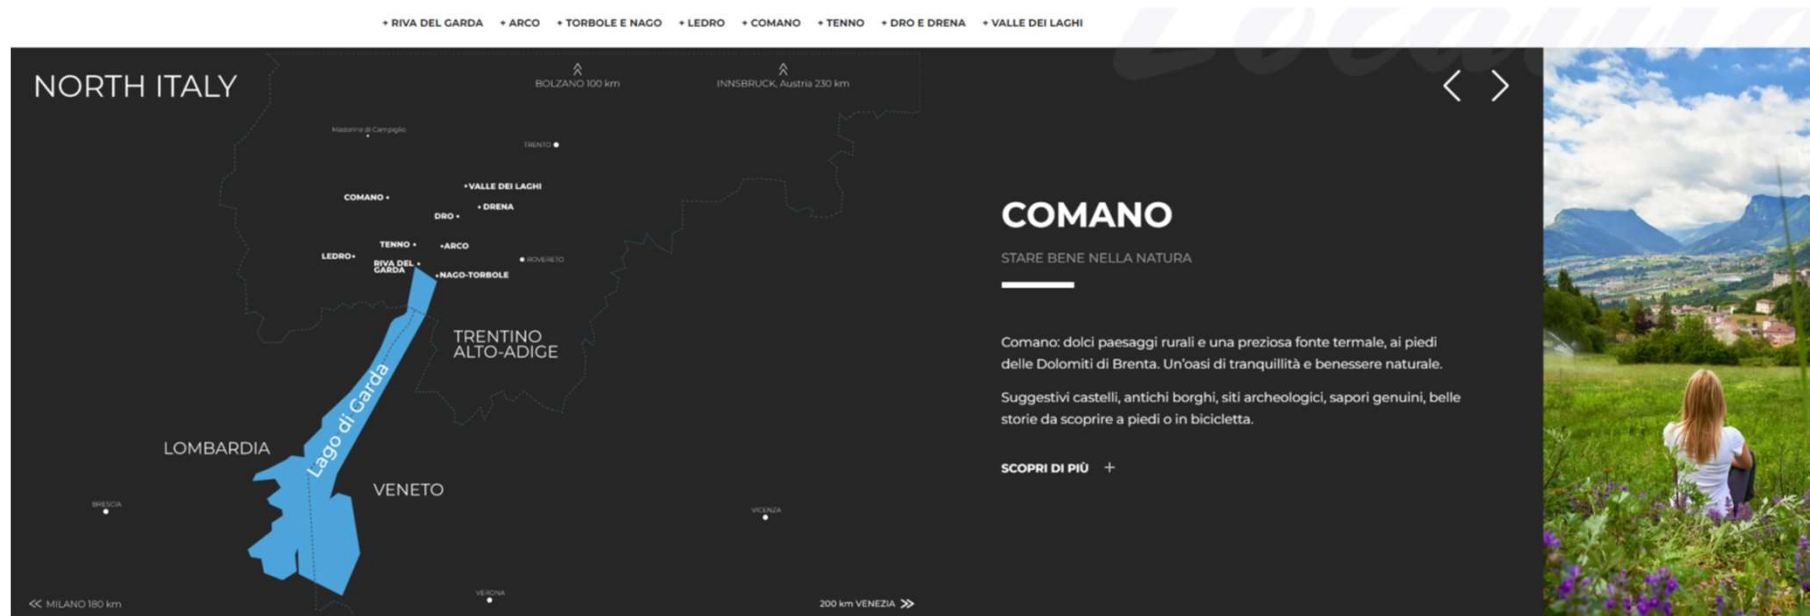 + RIVA DEL GARDA + ARCO + TORBOLE E NAGO + LEDRO + COMANO + TENNO + DRO E DRENA + VALLE DEI LAGHI
Località
NORTH ITALY
BOLZANO 100 km
INNSBRUCK, Austria 230 km
Madonna di Campiglio
TRENTO
VALLE DEI LAGHI
COMANO
DRENA
DRO
TENNO
ARCO
LEDRO
RIVA DEL
GARDA
ROVERETO
NAGO-TORBOLE
TRENTINO
ALTO-ADIGE
Lago di Garda
LOMBARDIA
VENETO
BRESCIA
VICENZA
VERONA
MILANO 180 km
200 km VENEZIA
COMANO
STARE BENE NELLA NATURA
Comano: dolci paesaggi rurali e una preziosa fonte termale, ai piedi
delle Dolomiti di Brenta. Un'oasi di tranquillità e benessere naturale.
Suggestivi castelli, antichi borghi, siti archeologici, sapori genuini, belle
storie da scoprire a piedi o in bicicletta.
SCOPRI DI PIÙ +